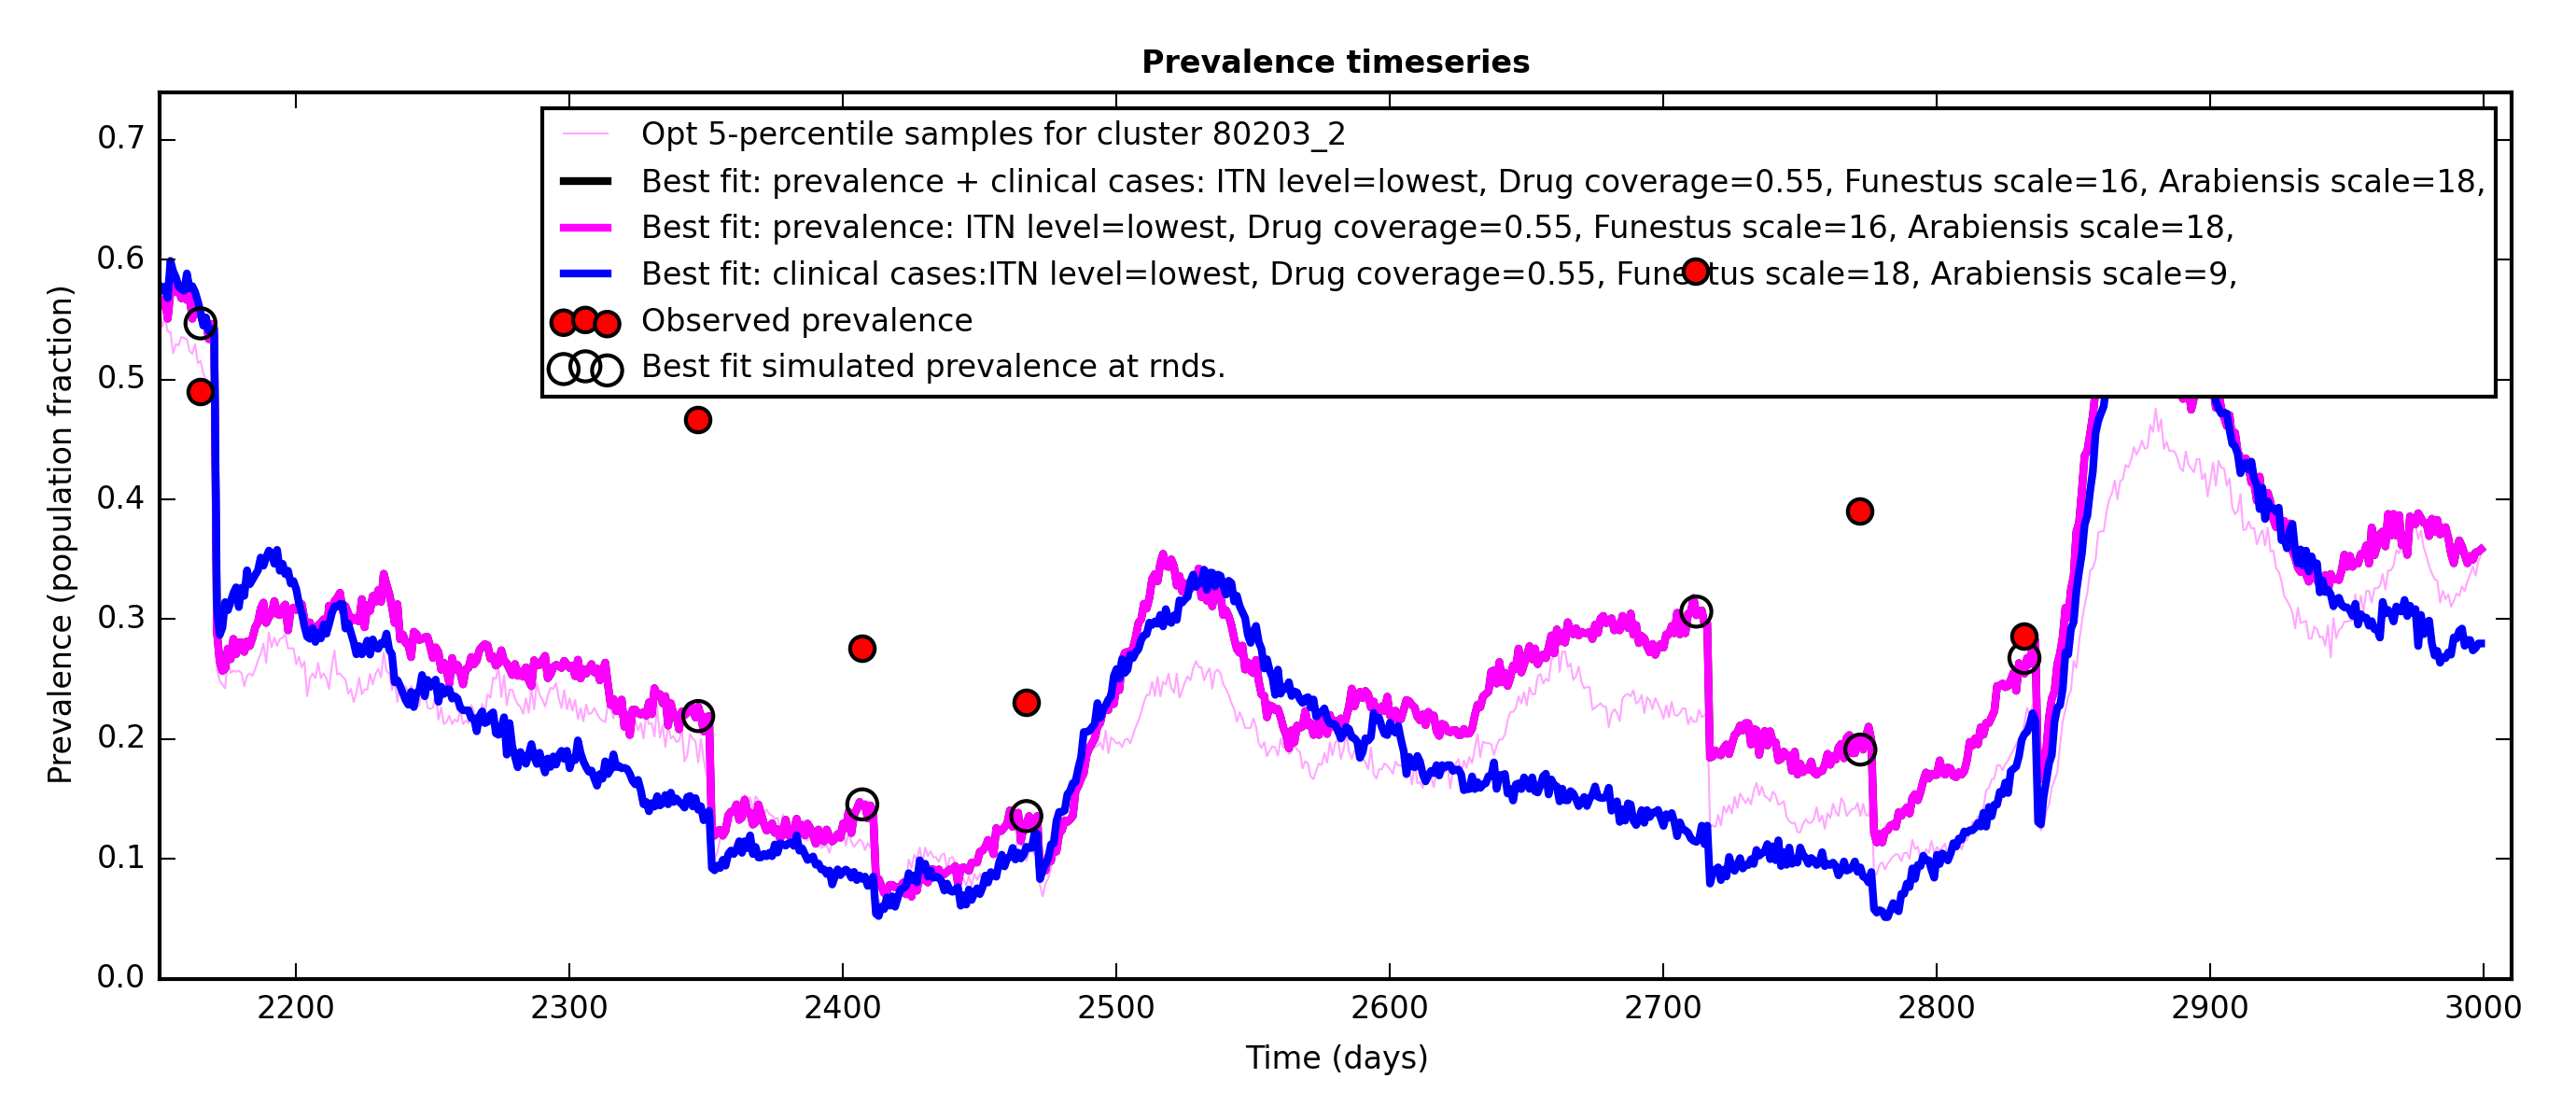 Prevalence timeseries
Opt 5-percentile samples for cluster 80203_2
Best fit: prevalence + clinical cases: ITN level=lowest, Drug coverage=0.55, Funestus scale=16, Arabiensis scale=18,
Best fit: prevalence: ITN level=lowest, Drug coverage=0.55, Funestus scale=16, Arabiensis scale=18,
Best fit: clinical cases:ITN level=lowest, Drug coverage=0.55, Funestus scale=18, Arabiensis scale=9,
Observed prevalence
Best fit simulated prevalence at rnds.
Prevalence (population fraction)
0.7
0.6
0.5
0.4
0.3
0.2
0.1
0.0
2200 2300 2400 2500 2600 2700 2800 2900 3000
Time (days)